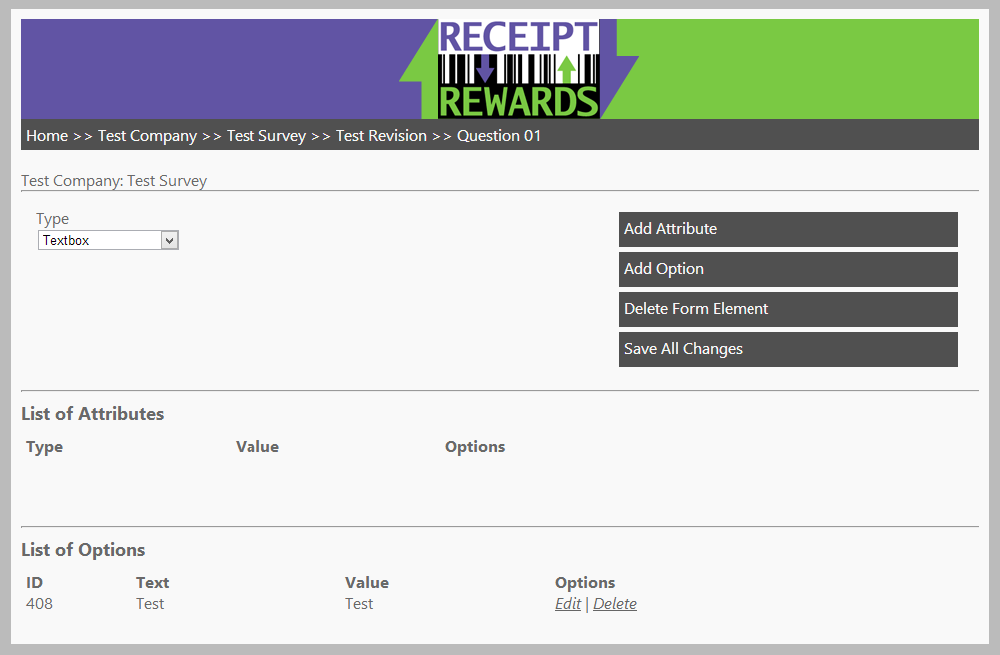 RECEIPT
REWARDS
Home >> Test Company >> Test Survey >> Test Revision >> Question 01
Test Company: Test Survey
Type
Textbox
Add Attribute
Add Option
Delete Form Element
Save All Changes
List of Attributes
Type Value Options
List of Options
ID Text Value Options
408 Test Test Edit | Delete